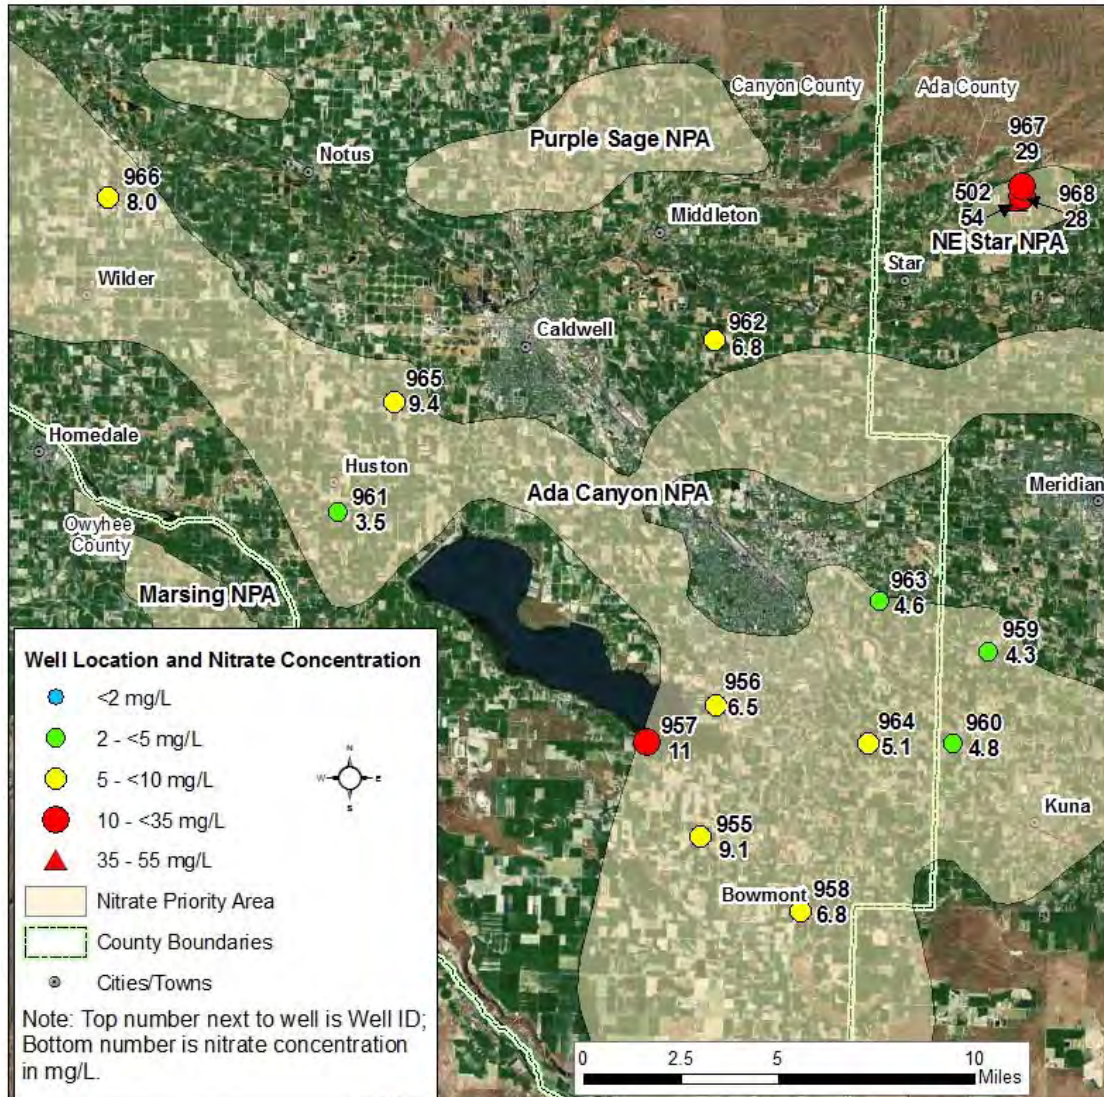 Canyon County
Ada County
967
29
Purple Sage NPA
Notus
966
8.0
502
54
968
28
NE Star NPA
Middleton
Star
Wilder
962
6.8
Caldwell
965
9.4
Homedale
Huston
Ada Canyon NPA
Meridian
961
3.5
Owyhee
County
Marsing NPA
963
4.6
959
4.3
956
6.5
957
11
964
5.1
960
4.8
Kuna
955
9.1
Bowmont
958
6.8
Well Location and Nitrate Concentration
<2 mg/L
2 - <5 mg/L
5 - <10 mg/L
10 - <35 mg/L
35 - 55 mg/L
Nitrate Priority Area
County Boundaries
Cities/Towns
Note: Top number next to well is Well ID;
Bottom number is nitrate concentration
in mg/L.
N
W
E
S
0 2.5 5 10
Miles